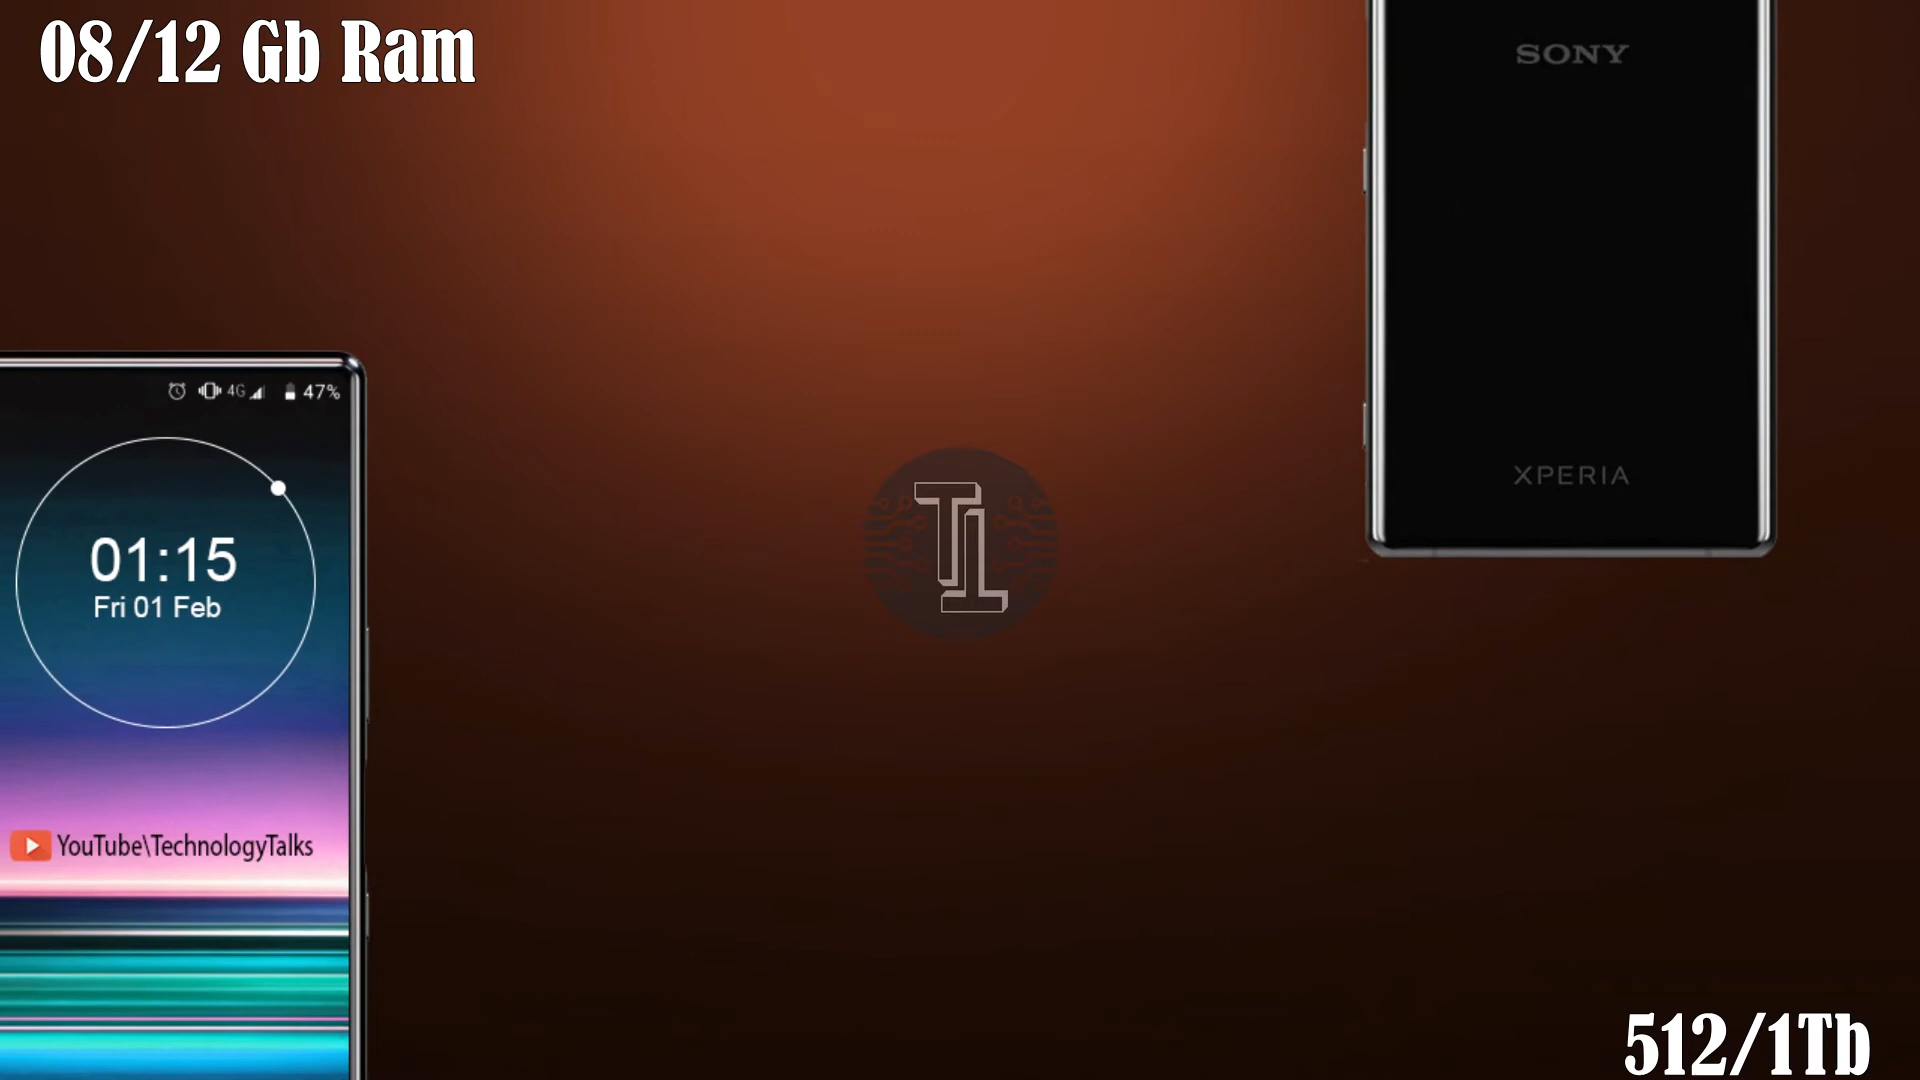 08/12 Gb Ram
SONY
XPERIA
4G 47%
01:15
Fri 01 Feb
YouTube\TechnologyTalks
512/1Tb